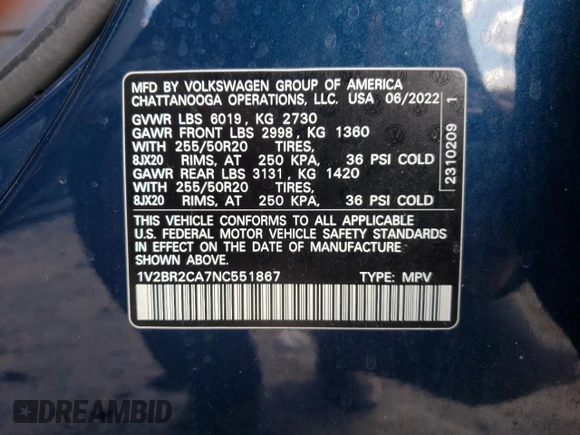 MFD BY VOLKSWAGEN GROUP OF AMERICA
CHATTANOOGA OPERATIONS, LLC. USA 06/2022
GVWR LBS 6019, KG 2730
GAWR FRONT LBS 2998, KG 1360
WITH 255/50R20 TIRES,
8JX20 RIMS, AT 250 KPA, 36 PSI COLD
GAWR REAR LBS 3131, KG 1420
WITH 255/50R20 TIRES,
8JX20 RIMS, AT 250 KPA, 36 PSI COLD
THIS VEHICLE CONFORMS TO ALL APPLICABLE
U.S. FEDERAL MOTOR VEHICLE SAFETY STANDARDS
IN EFFECT ON THE DATE OF MANUFACTURE
SHOWN ABOVE.
1V2BR2CA7NC551867 TYPE: MPV
2310209 1
DREAMBID